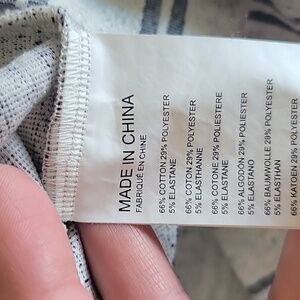 MADE IN CHINA
FABRIQUÉ EN CHINE
66% COTTON 29% POLYESTER
5% ELASTANE
66% COTON 29% POLYESTER
5% ELASTHANNE
66% COTONE 29% POLIESTERE
5% ELASTANE
66% ALGODON 29% POLYESTER
5% ELASTANO
66% BAUMWOLLE 29% POLYESTER
5% ELASTHAN
66% KATOEN 29% POLYESTER